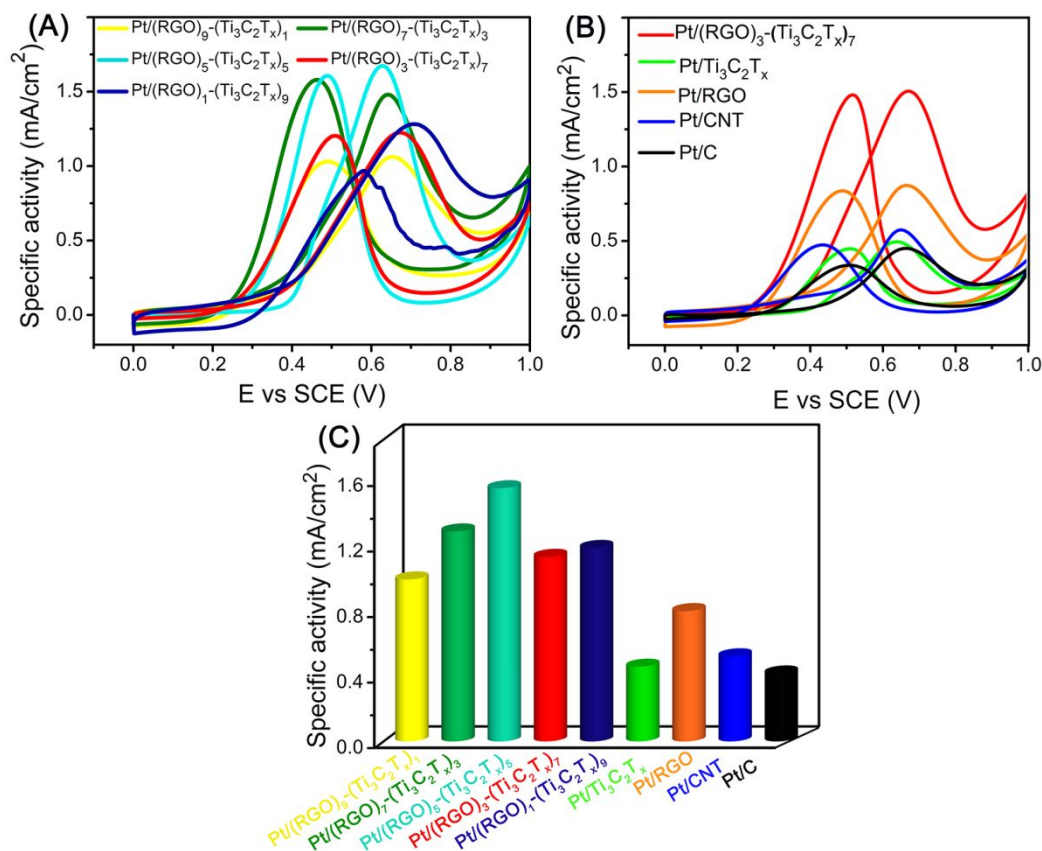 (A)
Pt/(RGO)₉-(Ti₃C₂Tₓ)₁ Pt/(RGO)₇-(Ti₃C₂Tₓ)₃
Pt/(RGO)₅-(Ti₃C₂Tₓ)₅ Pt/(RGO)₃-(Ti₃C₂Tₓ)₇
Pt/(RGO)₁-(Ti₃C₂Tₓ)₉
Specific activity (mA/cm²)
1.5
1.0
0.5
0.0
0.0 0.2 0.4 0.6 0.8 1.0
E vs SCE (V)
(B)
Pt/(RGO)₃-(Ti₃C₂Tₓ)₇
Pt/Ti₃C₂Tₓ
Pt/RGO
Pt/CNT
Pt/C
Specific activity (mA/cm²)
1.5
1.0
0.5
0.0
0.0 0.2 0.4 0.6 0.8 1.0
E vs SCE (V)
(C)
Specific activity (mA/cm²)
1.6
1.2
0.8
0.4
0.0
Pt/(RGO)₉-(Ti₃C₂Tₓ)₁
Pt/(RGO)₇-(Ti₃C₂Tₓ)₃
Pt/(RGO)₅-(Ti₃C₂Tₓ)₅
Pt/(RGO)₃-(Ti₃C₂Tₓ)₇
Pt/(RGO)₁-(Ti₃C₂Tₓ)₉
Pt/Ti₃C₂Tₓ
Pt/RGO
Pt/CNT
Pt/C